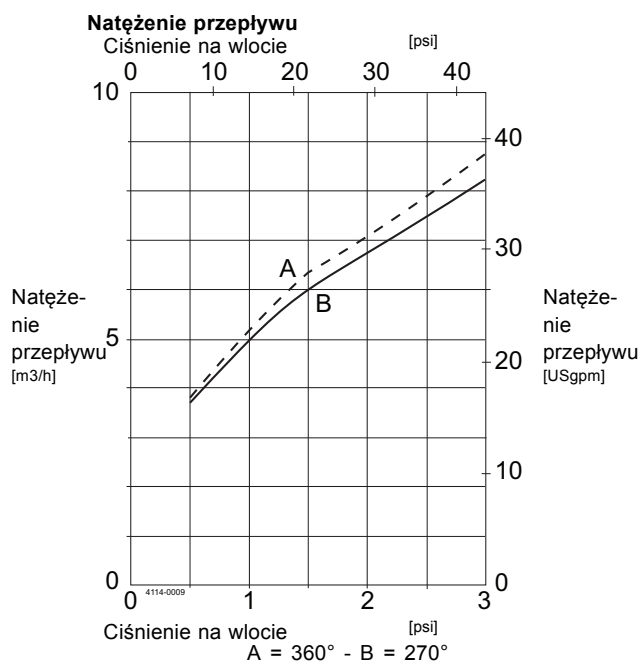 Natężenie przepływu
Ciśnienie na wlocie [psi]
0 10 20 30 40
10
40
A
30
B
Natęże-
nie
przepływu
[m3/h]
5
Natęże-
nie
przepływu
[USgpm]
20
10
0
0
4114-0009
0 1 2 3
Ciśnienie na wlocie [psi]
A = 360° - B = 270°